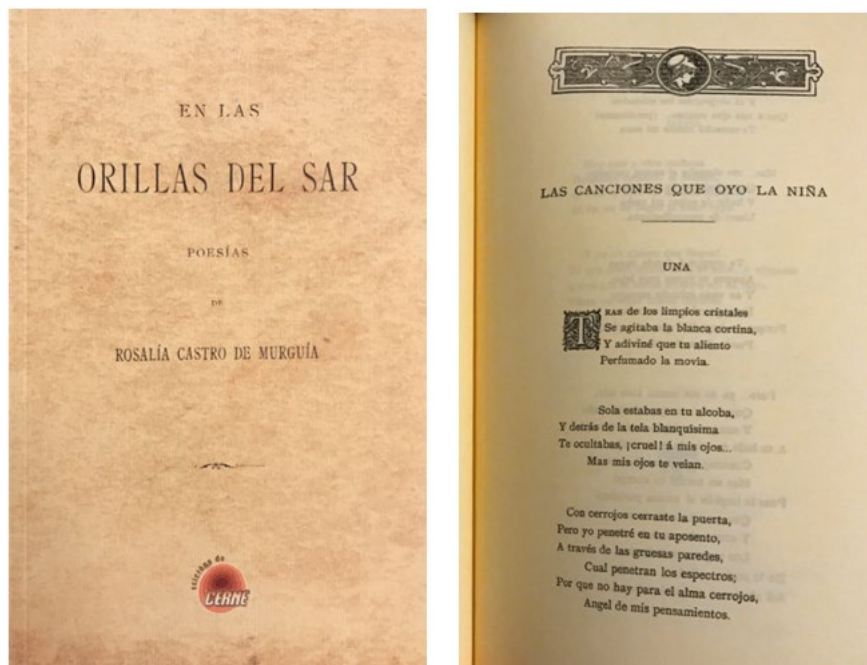 EN LAS
ORILLAS DEL SAR
POESÍAS
DE
ROSALÍA CASTRO DE MURGUÍA
edicións do
CERNE
LAS CANCIONES QUE OYO LA NIÑA
UNA
TRAS de los limpios cristales
Se agitaba la blanca cortina,
Y adiviné que tu aliento
Perfumado la movía.
Sola estabas en tu alcoba,
Y detrás de la tela blanquísima
Te ocultabas, ¡cruel! á mis ojos...
Mas mis ojos te veían.
Con cerrojos cerraste la puerta,
Pero yo penetré en tu aposento,
A través de las gruesas paredes,
Cual penetran los espectros;
Por que no hay para el alma cerrojos,
Angel de mis pensamientos.